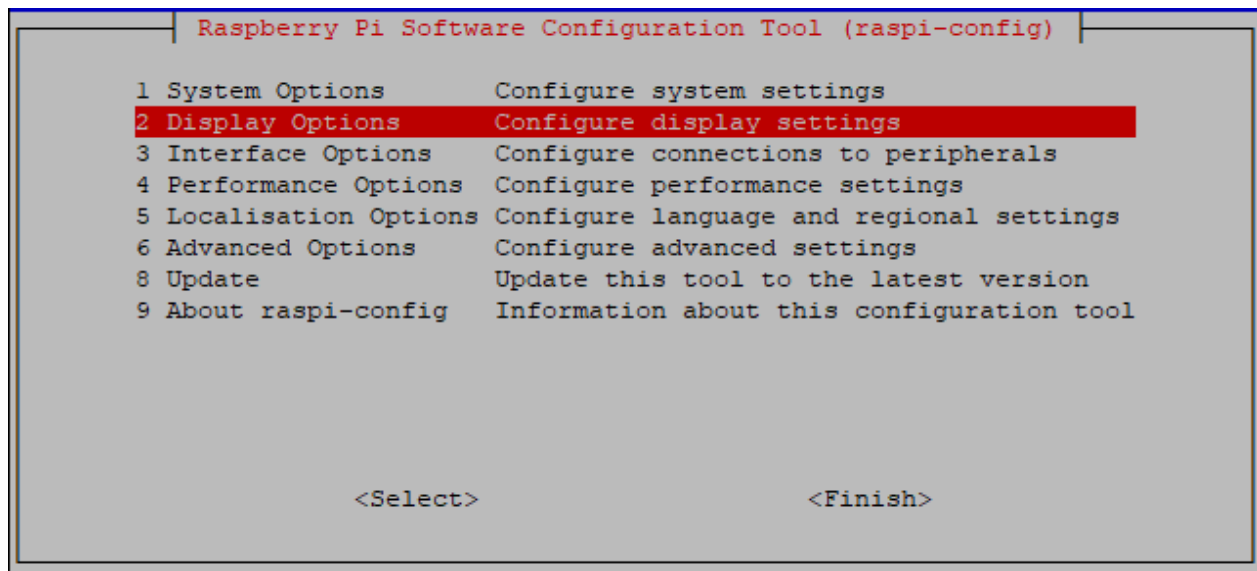 Raspberry Pi Software Configuration Tool (raspi-config)
1 System Options Configure system settings
2 Display Options Configure display settings
3 Interface Options Configure connections to peripherals
4 Performance Options Configure performance settings
5 Localisation Options Configure language and regional settings
6 Advanced Options Configure advanced settings
8 Update Update this tool to the latest version
9 About raspi-config Information about this configuration tool
<Select> <Finish>